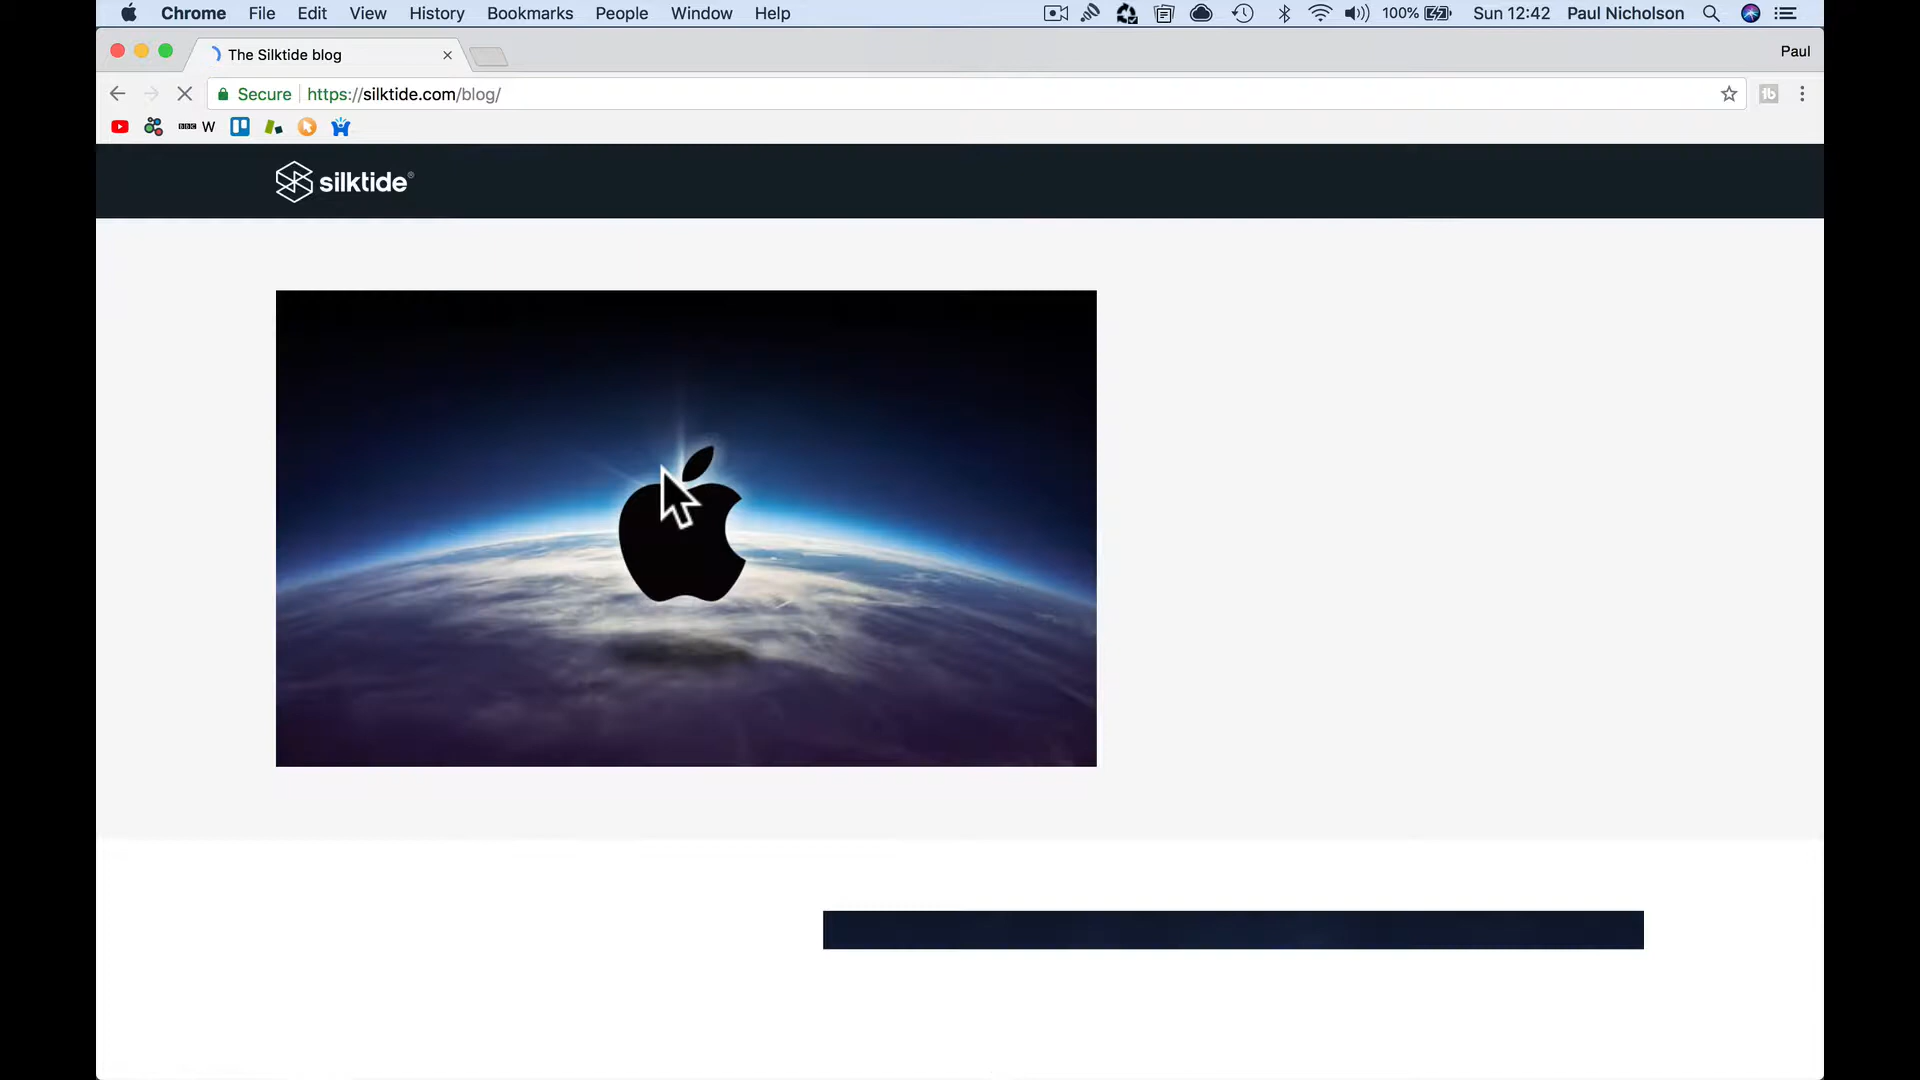 Chrome File Edit View History Bookmarks People Window Help 100% Sun 12:42 Paul Nicholson
The Silktide blog Paul
Secure https://silktide.com/blog/
BBC W
silktide®